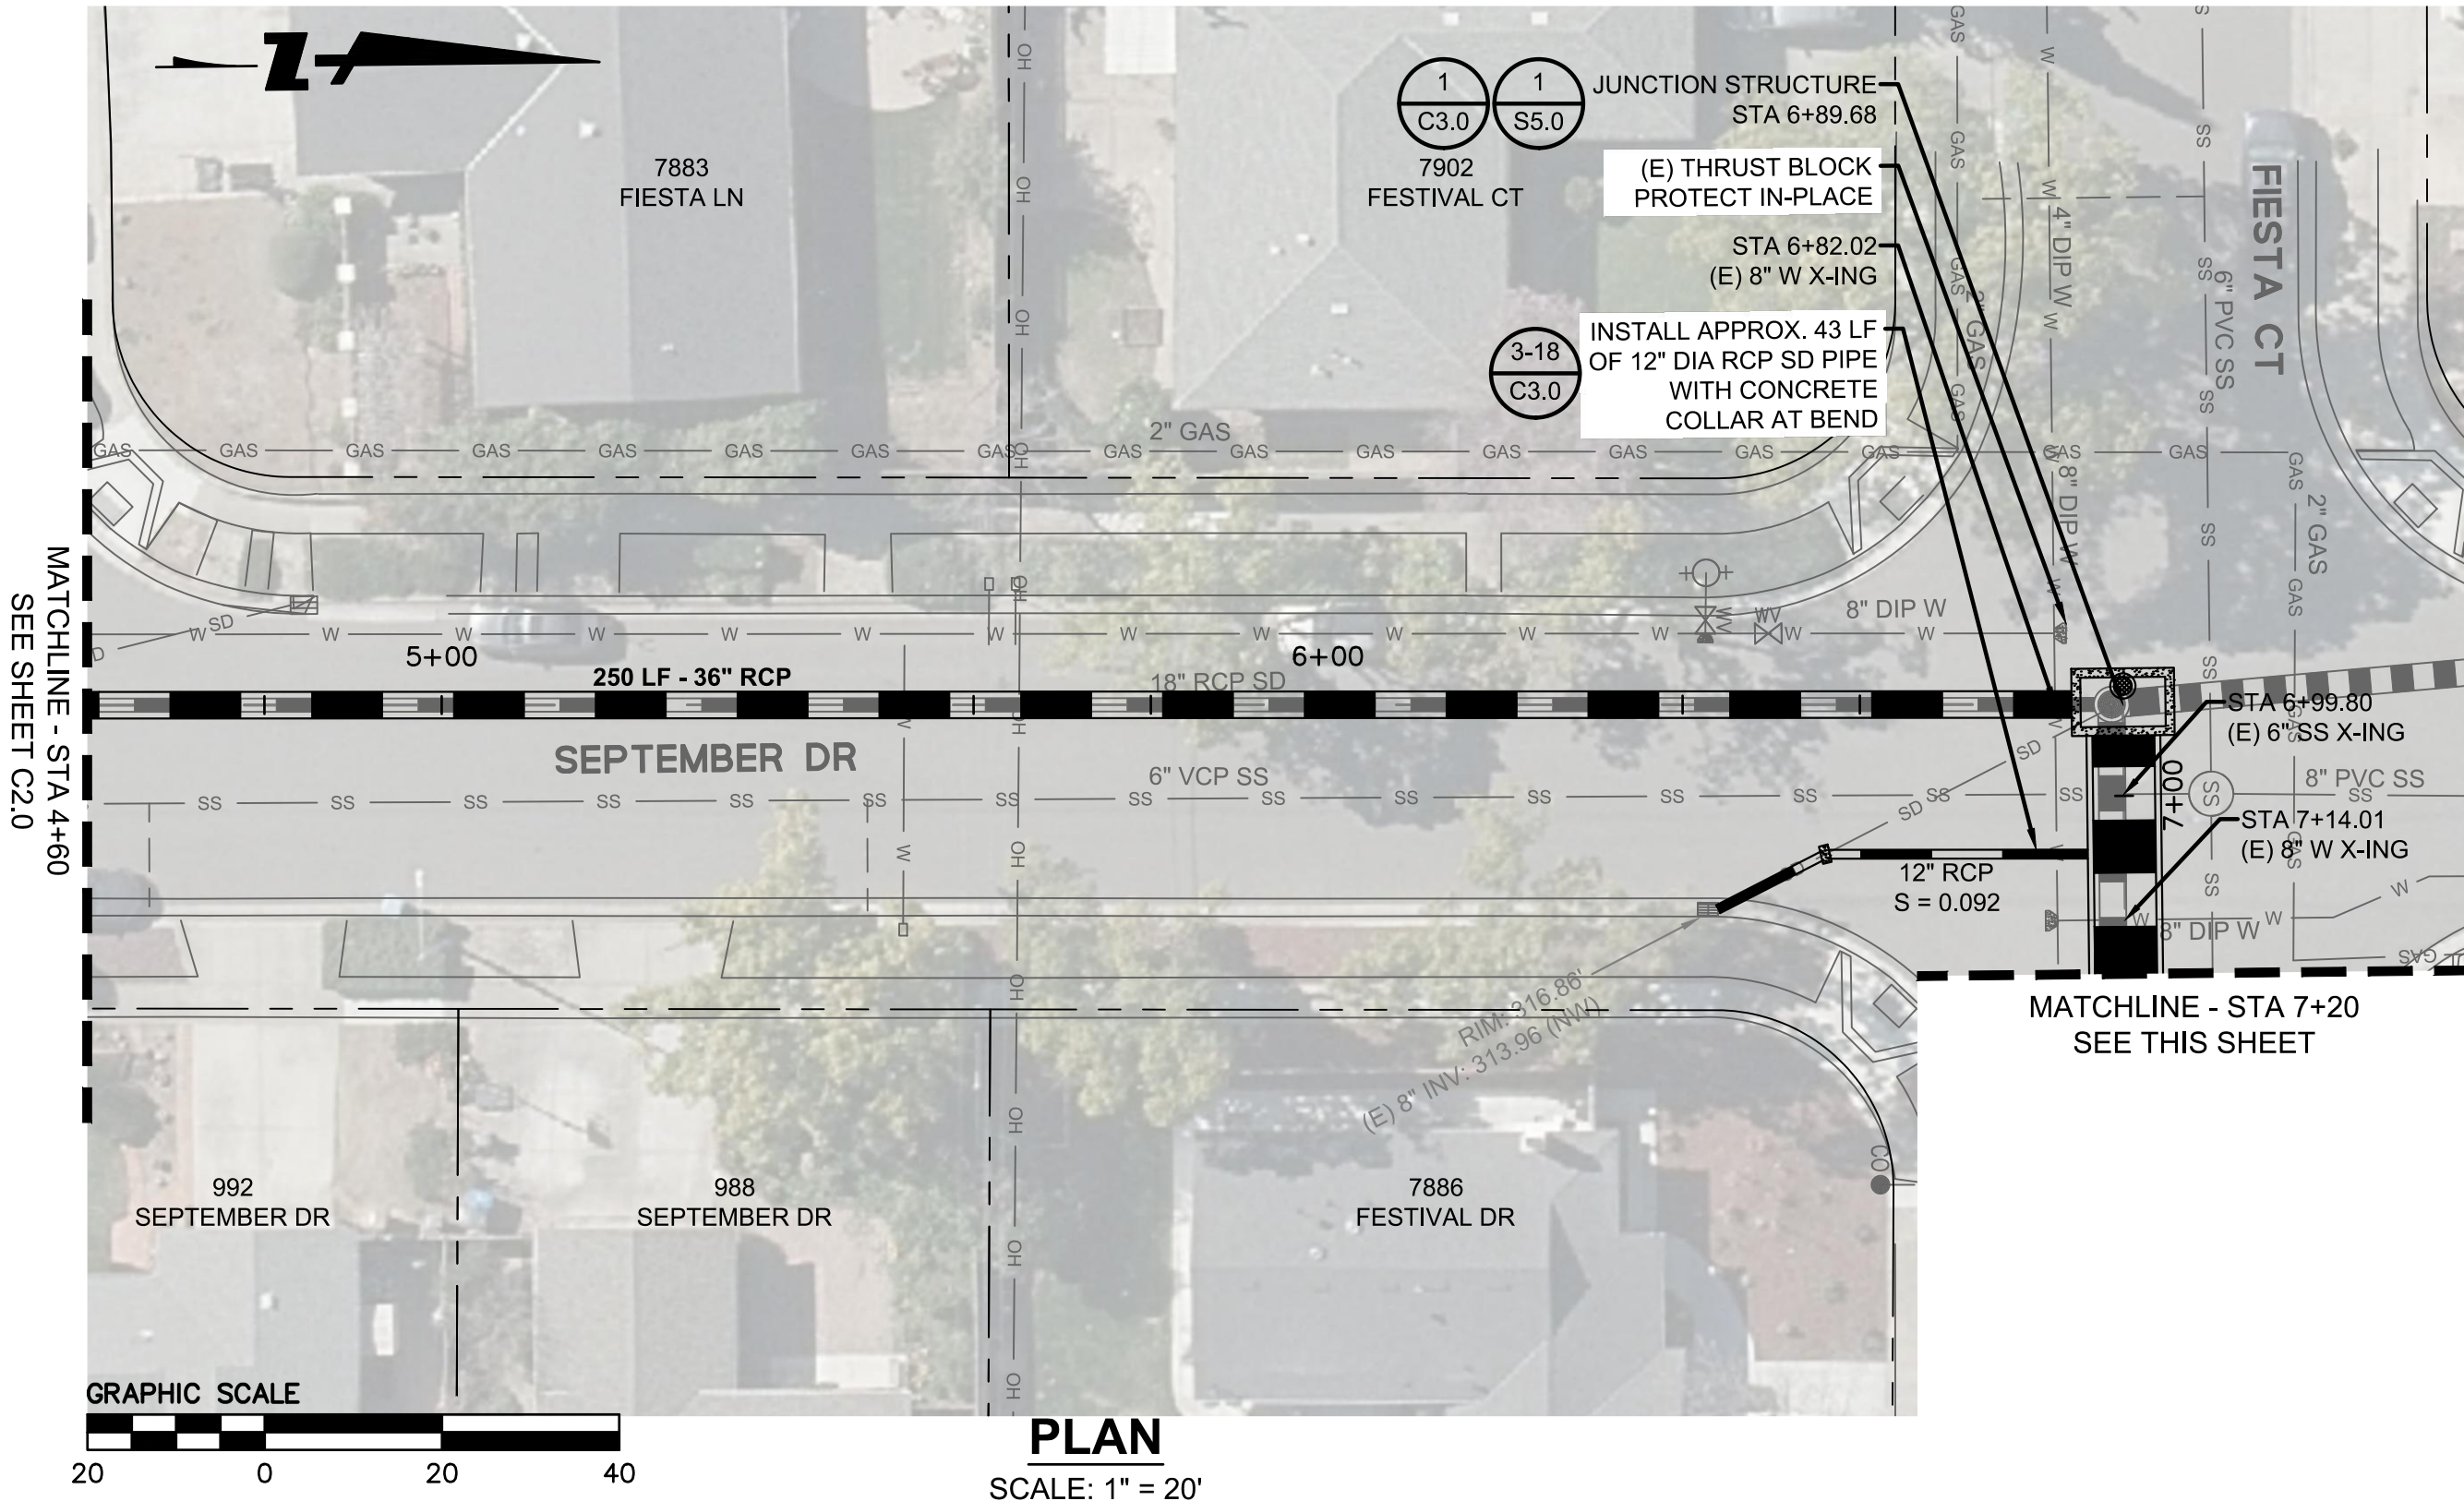 Z
7883
FIESTA LN
1
C3.0
1
S5.0
7902
FESTIVAL CT
JUNCTION STRUCTURE
STA 6+89.68
(E) THRUST BLOCK
PROTECT IN-PLACE
STA 6+82.02
(E) 8" W X-ING
3-18
C3.0
INSTALL APPROX. 43 LF
OF 12" DIA RCP SD PIPE
WITH CONCRETE
COLLAR AT BEND
FIESTA CT
4" DIP W
6" PVC SS
2" GAS
8" DIP W
2" GAS
2" GAS
8" DIP W
WV
WV
5+00
6+00
250 LF - 36" RCP
18" RCP SD
SEPTEMBER DR
6" VCP SS
MATCHLINE - STA 4+60
SEE SHEET C2.0
STA 6+99.80
(E) 6" SS X-ING
8" PVC SS
7+00
STA 7+14.01
(E) 8" W X-ING
12" RCP
S = 0.092
8" DIP W
RIM: 316.86'
(E) 8" INV: 313.96 (NW)
MATCHLINE - STA 7+20
SEE THIS SHEET
CO
992
SEPTEMBER DR
988
SEPTEMBER DR
7886
FESTIVAL DR
GRAPHIC SCALE
20 0 20 40
PLAN
SCALE: 1" = 20'